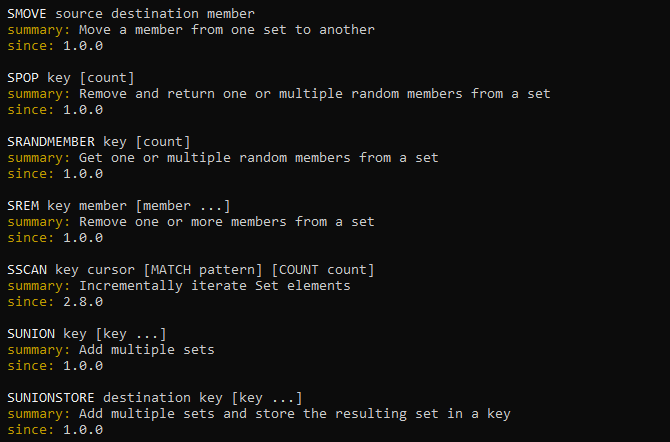 SMOVE source destination member
summary: Move a member from one set to another
since: 1.0.0
SPOP key [count]
summary: Remove and return one or multiple random members from a set
since: 1.0.0
SRANDMEMBER key [count]
summary: Get one or multiple random members from a set
since: 1.0.0
SREM key member [member ...]
summary: Remove one or more members from a set
since: 1.0.0
SSCAN key cursor [MATCH pattern] [COUNT count]
summary: Incrementally iterate Set elements
since: 2.8.0
SUNION key [key ...]
summary: Add multiple sets
since: 1.0.0
SUNIONSTORE destination key [key ...]
summary: Add multiple sets and store the resulting set in a key
since: 1.0.0